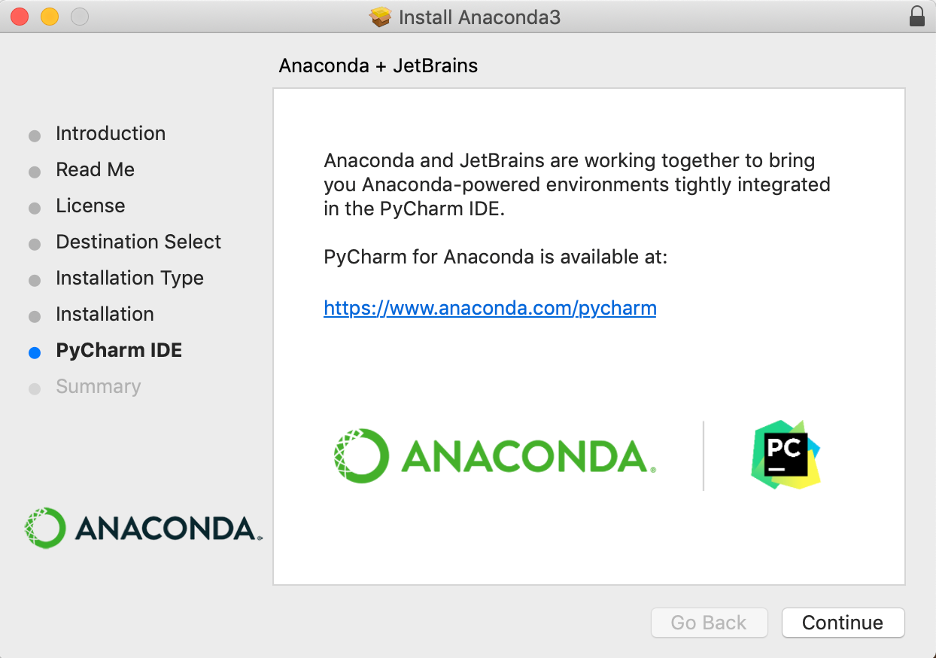 Install Anaconda3
Anaconda + JetBrains
Introduction
Read Me
License
Destination Select
Installation Type
Installation
PyCharm IDE
Summary
Anaconda and JetBrains are working together to bring
you Anaconda-powered environments tightly integrated
in the PyCharm IDE.
PyCharm for Anaconda is available at:
https://www.anaconda.com/pycharm
ANACONDA.
PC
ANACONDA.
Go Back
Continue